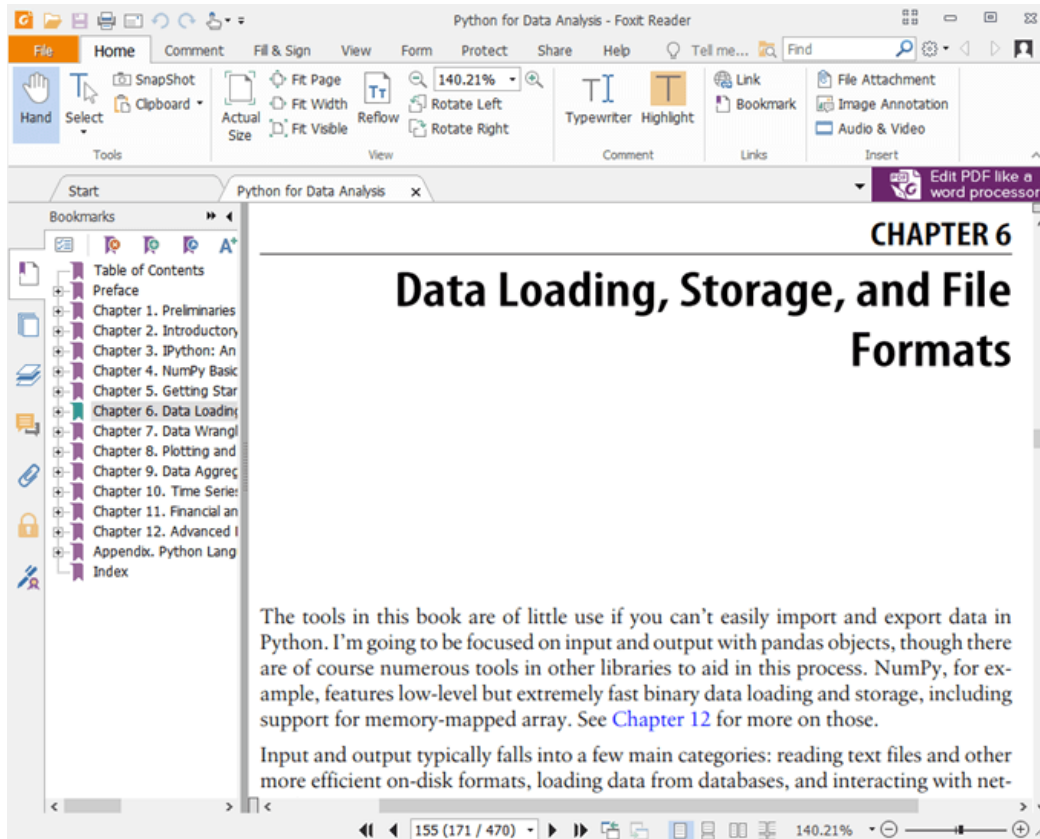 Python for Data Analysis - Foxit Reader
File Home Comment Fill & Sign View Form Protect Share Help Tell me... Find
Hand
Select
SnapShot
Clipboard
Tools
Actual Size
Fit Page
Fit Width
Fit Visible
Reflow
140.21%
Rotate Left
Rotate Right
View
Typewriter
Highlight
Comment
Link
Bookmark
Links
File Attachment
Image Annotation
Audio & Video
Insert
Start
Python for Data Analysis
Edit PDF like a
word processor
Bookmarks
Table of Contents
Preface
Chapter 1. Preliminaries
Chapter 2. Introductory
Chapter 3. IPython: An
Chapter 4. NumPy Basic
Chapter 5. Getting Star
Chapter 6. Data Loading
Chapter 7. Data Wrangl
Chapter 8. Plotting and
Chapter 9. Data Aggreg
Chapter 10. Time Series
Chapter 11. Financial an
Chapter 12. Advanced I
Appendix. Python Lang
Index
CHAPTER 6
Data Loading, Storage, and File
Formats
The tools in this book are of little use if you can’t easily import and export data in
Python. I’m going to be focused on input and output with pandas objects, though there
are of course numerous tools in other libraries to aid in this process. NumPy, for ex-
ample, features low-level but extremely fast binary data loading and storage, including
support for memory-mapped array. See Chapter 12 for more on those.
Input and output typically falls into a few main categories: reading text files and other
more efficient on-disk formats, loading data from databases, and interacting with net-
155 (171 / 470)
140.21%